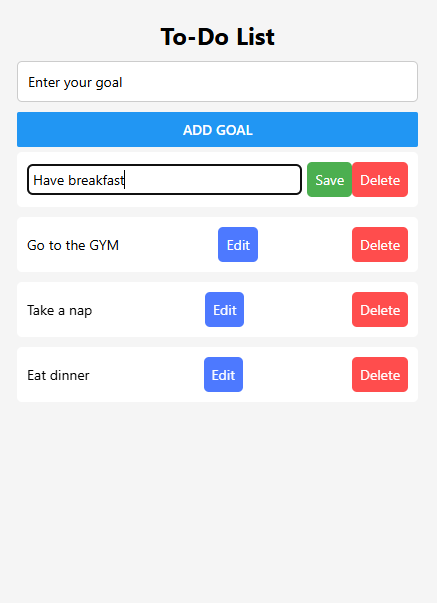 To-Do List
Enter your goal
ADD GOAL
Have breakfast Save Delete
Go to the GYM Edit Delete
Take a nap Edit Delete
Eat dinner Edit Delete